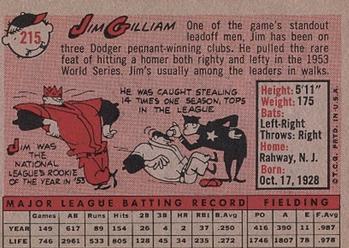 215
JIM GILLIAM
One of the game's standout
leadoff men, Jim has been on
three Dodger pennant-winning clubs. He pulled the rare
feat of hitting a homer both righty and lefty in the 1953
World Series. Jim's usually among the leaders in walks.
HE WAS CAUGHT STEALING
14 TIMES ONE SEASON, TOPS
IN THE LEAGUE
JIM WAS
THE
NATIONAL
LEAGUE'S ROOKIE
OF THE YEAR IN '53
Height:
5'11"
Weight: 175
Bats:
Left-Right
Throws: Right
Home:
Rahway, N. J.
Born:
Oct. 17, 1928
© T.C.G. PRTD. IN U.S.A.
MAJOR LEAGUE BATTING RECORD FIELDING
Games AB Runs Hits 2B 3B HR RBI B.Avg PO A E F.Avg
YEAR 149 617 89 154 26 4 2 37 .250 416 390 11 .987
LIFE 746 2961 533 805 128 45 34 272 .272 1772 1538 75 .978